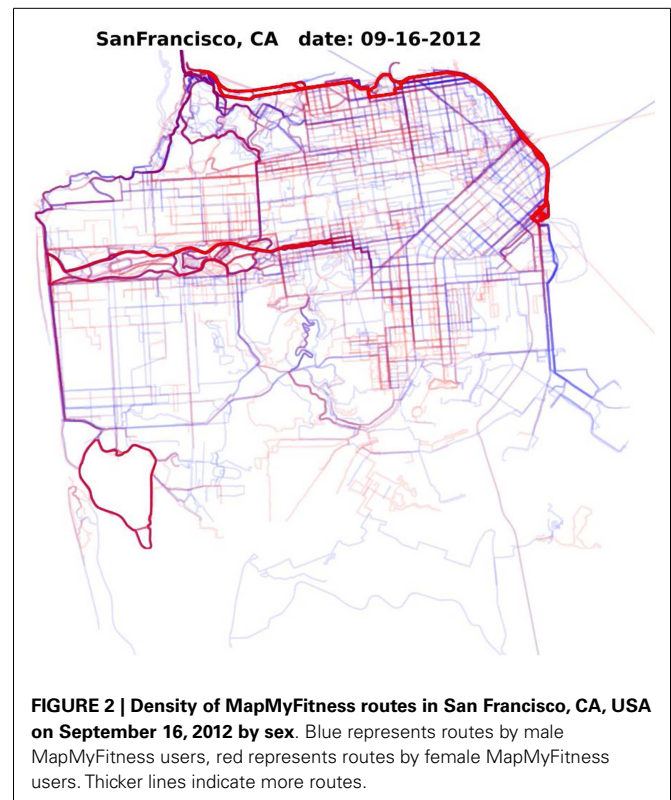 SanFrancisco, CA   date: 09-16-2012
FIGURE 2 | Density of MapMyFitness routes in San Francisco, CA, USA
on September 16, 2012 by sex. Blue represents routes by male
MapMyFitness users, red represents routes by female MapMyFitness
users. Thicker lines indicate more routes.